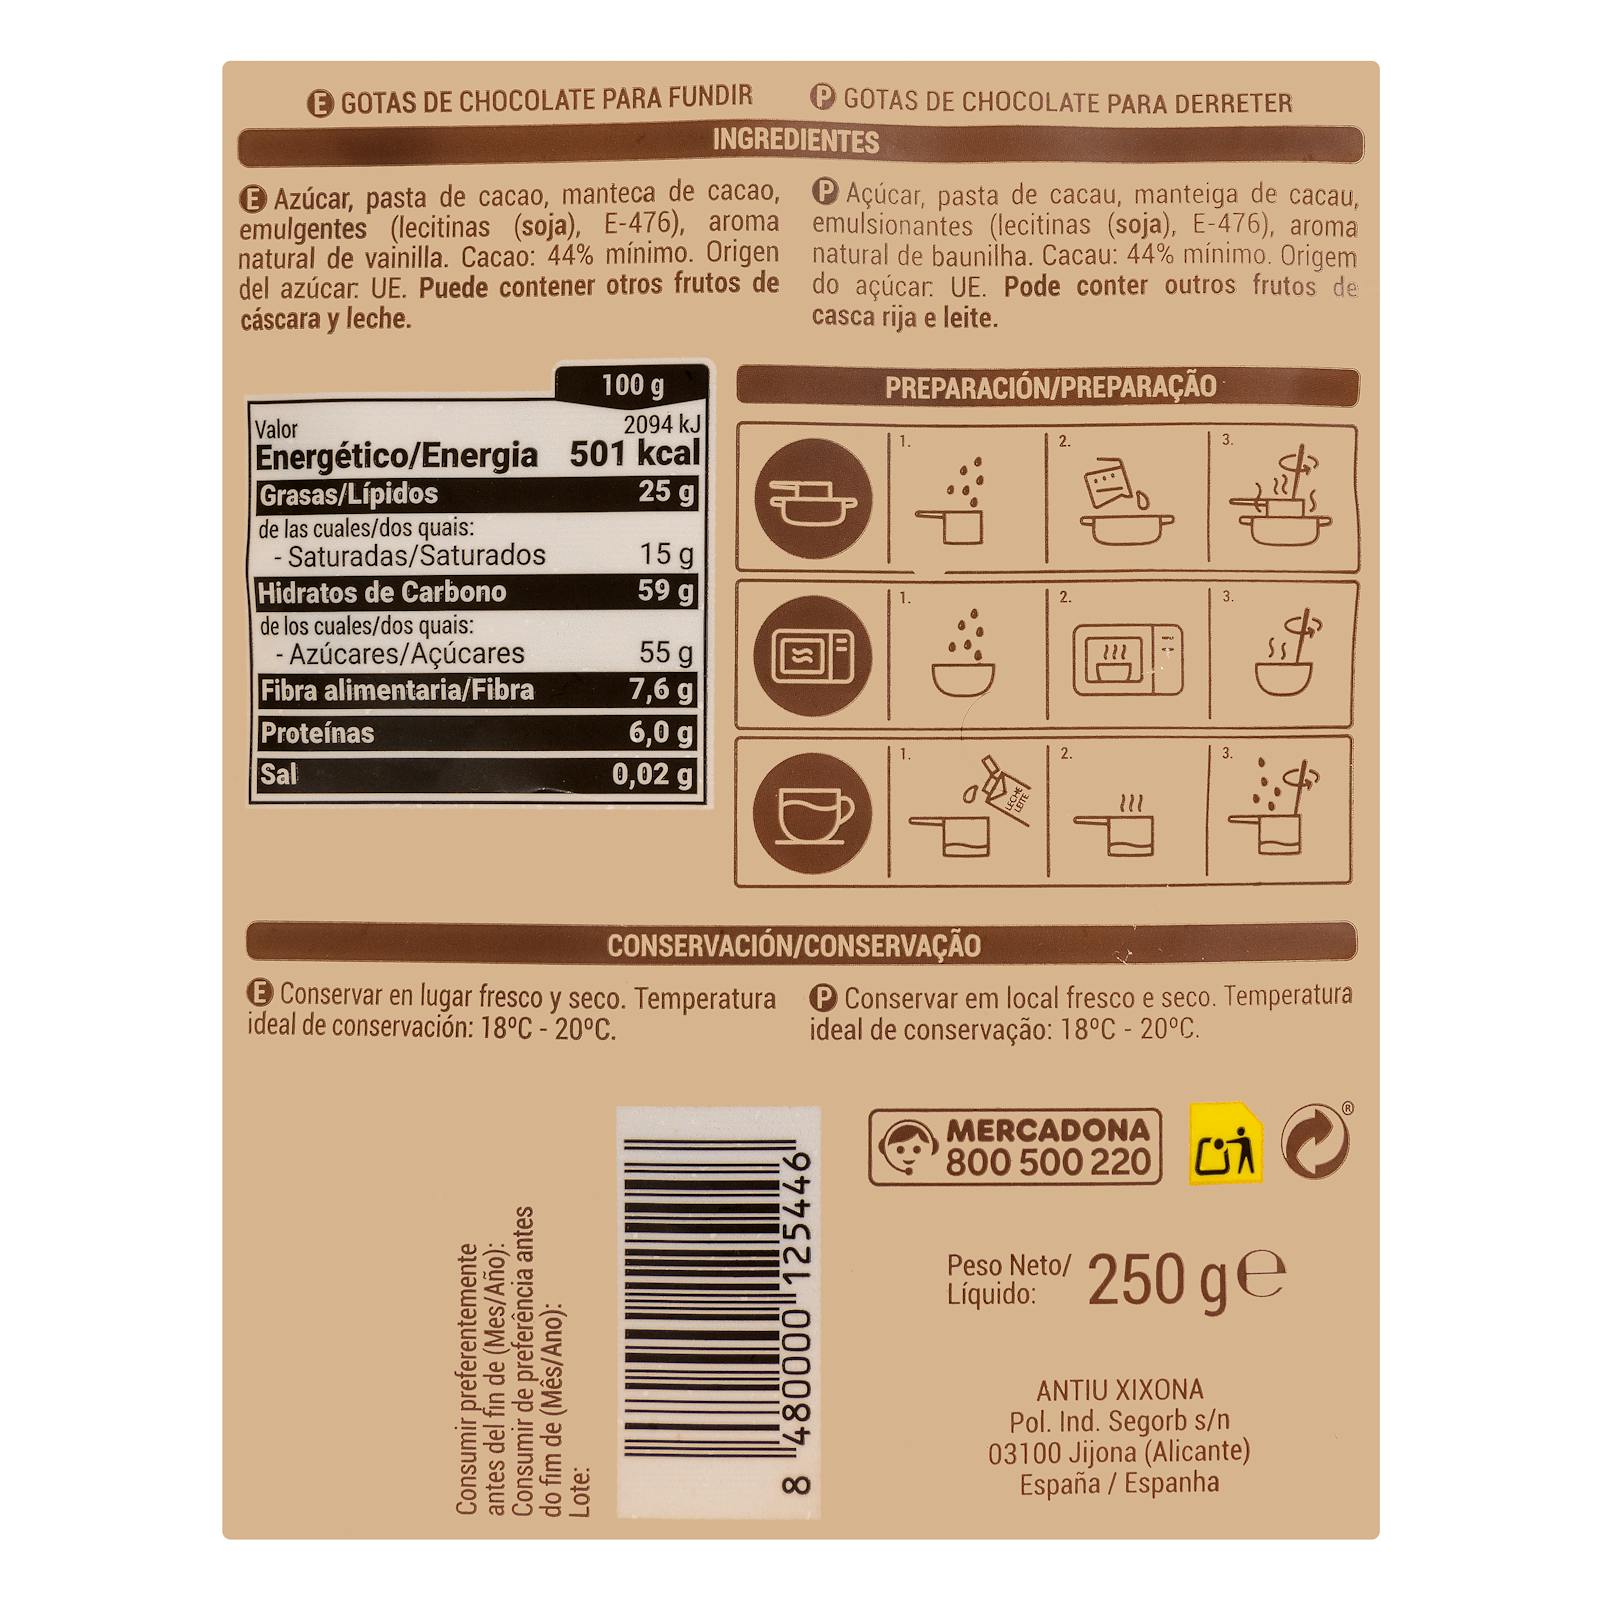 E GOTAS DE CHOCOLATE PARA FUNDIR
P GOTAS DE CHOCOLATE PARA DERRETER
INGREDIENTES
E Azúcar, pasta de cacao, manteca de cacao,
emulgentes (lecitinas (soja), E-476), aroma
natural de vainilla. Cacao: 44% mínimo. Origen
del azúcar: UE. Puede contener otros frutos de
cáscara y leche.
P Açúcar, pasta de cacau, manteiga de cacau,
emulsionantes (lecitinas (soja), E-476), aroma
natural de baunilha. Cacau: 44% mínimo. Origem
do açúcar: UE. Pode conter outros frutos de
casca rija e leite.
100 g
Valor 2094 kJ
Energético/Energia 501 kcal
Grasas/Lípidos 25 g
de las cuales/dos quais:
- Saturadas/Saturados 15 g
Hidratos de Carbono 59 g
de los cuales/dos quais:
- Azúcares/Açúcares 55 g
Fibra alimentaria/Fibra 7,6 g
Proteínas 6,0 g
Sal 0,02 g
PREPARACIÓN/PREPARAÇÃO
1. 2. 3.
1. 2. 3.
1. 2. 3.
LECHE
LEITE
CONSERVACIÓN/CONSERVAÇÃO
E Conservar en lugar fresco y seco. Temperatura
ideal de conservación: 18ºC - 20ºC.
P Conservar em local fresco e seco. Temperatura
ideal de conservação: 18ºC - 20ºC.
Consumir preferentemente
antes del fin de (Mes/Año):
Consumir de preferência antes
do fim de (Mês/Ano):
Lote:
8 480000 125446
MERCADONA
800 500 220
®
Peso Neto/
Líquido:
250 g e
ANTIU XIXONA
Pol. Ind. Segorb s/n
03100 Jijona (Alicante)
España / Espanha